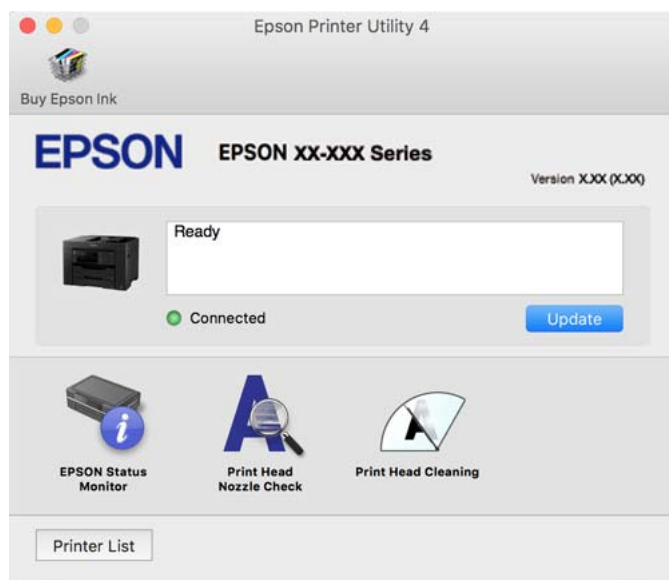 Epson Printer Utility 4
Buy Epson Ink
EPSON
EPSON XX-XXX Series
Version X.XX (X.XX)
Ready
Connected
Update
EPSON Status
Monitor
Print Head
Nozzle Check
Print Head Cleaning
Printer List